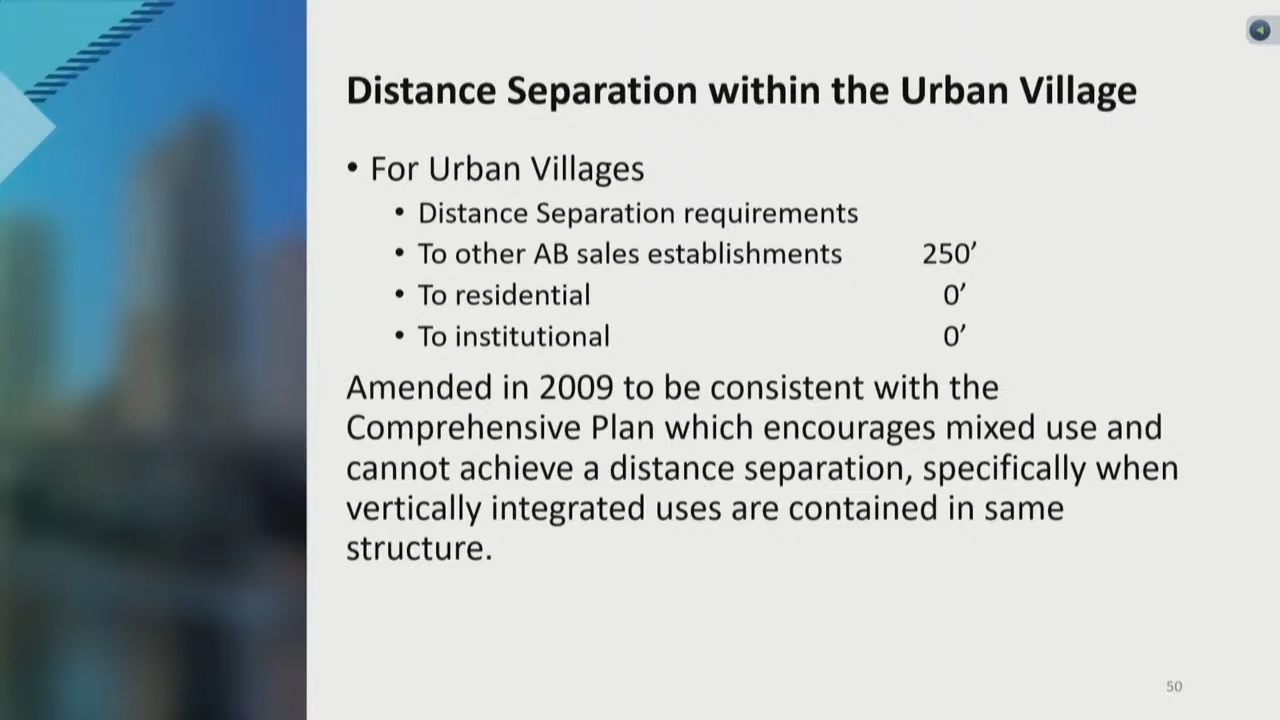 Distance Separation within the Urban Village
• For Urban Villages
• Distance Separation requirements
• To other AB sales establishments 250’
• To residential 0’
• To institutional 0’
Amended in 2009 to be consistent with the
Comprehensive Plan which encourages mixed use and
cannot achieve a distance separation, specifically when
vertically integrated uses are contained in same
structure.
50